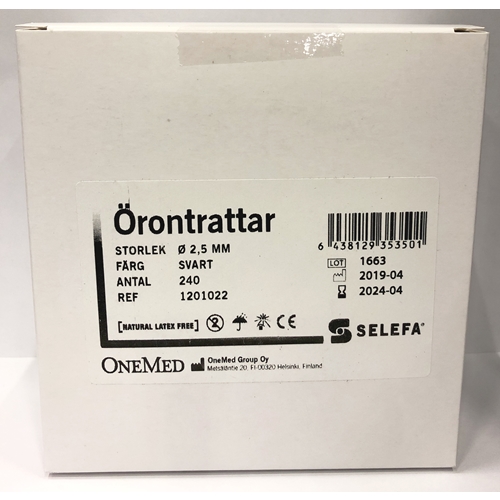 Örontrattar
STORLEK Ø 2,5 MM
FÄRG SVART
ANTAL 240
REF 1201022
6 438129 353501
LOT 1663
2019-04
2024-04
[NATURAL LATEX FREE] 2 CE
SELEFA®
ONEMED
OneMed Group Oy
Metsäläntie 20, FI-00320 Helsinki, Finland